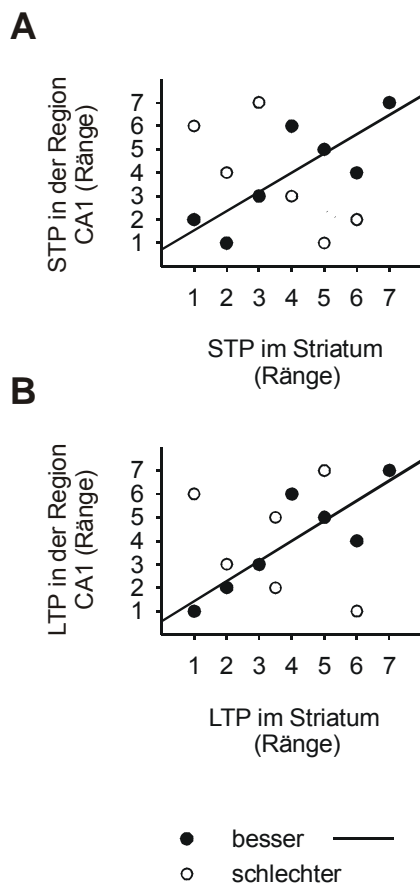 A
STP in der Region
CA1 (Ränge)
7
6
5
4
3
2
1
1 2 3 4 5 6 7
STP im Striatum
(Ränge)
B
LTP in der Region
CA1 (Ränge)
7
6
5
4
3
2
1
1 2 3 4 5 6 7
LTP im Striatum
(Ränge)
besser
schlechter